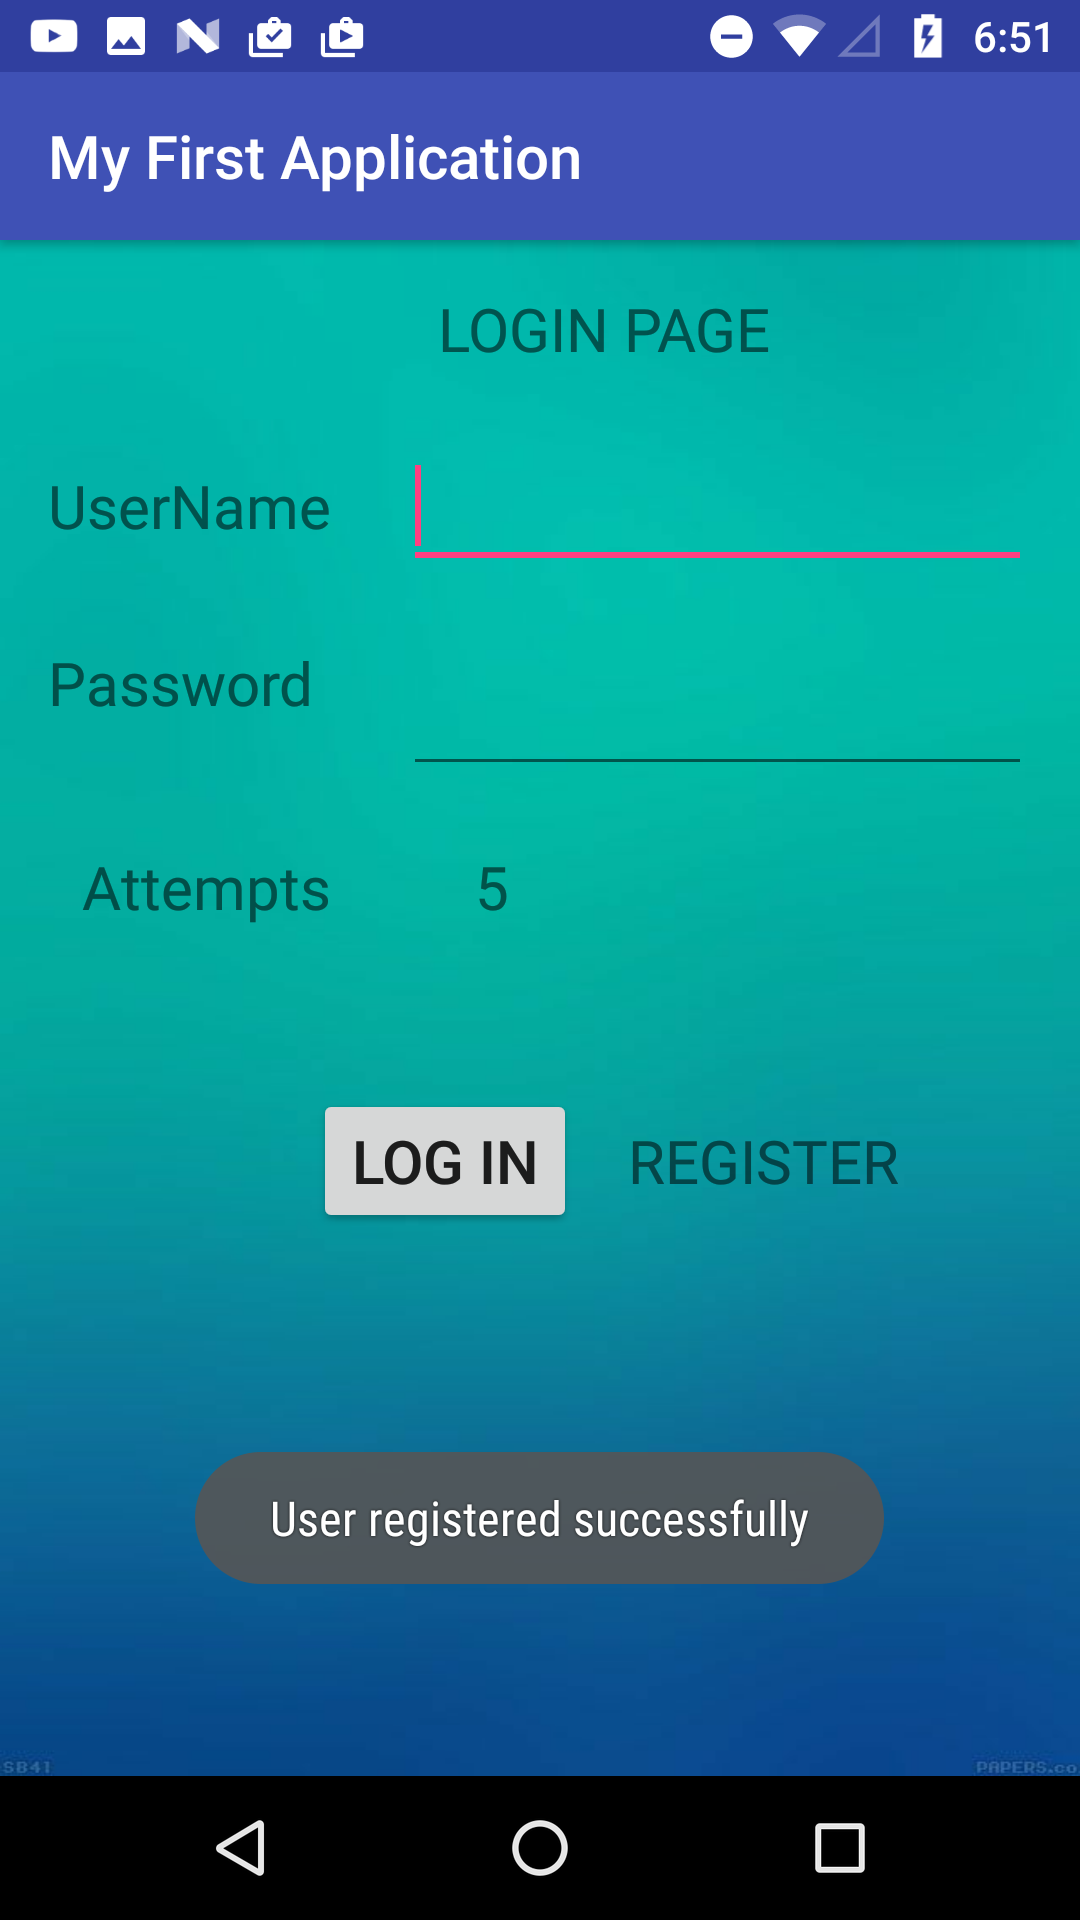 6:51
My First Application
LOGIN PAGE
UserName
Password
Attempts 5
LOG IN REGISTER
User registered successfully
SB41 PAPERS.co